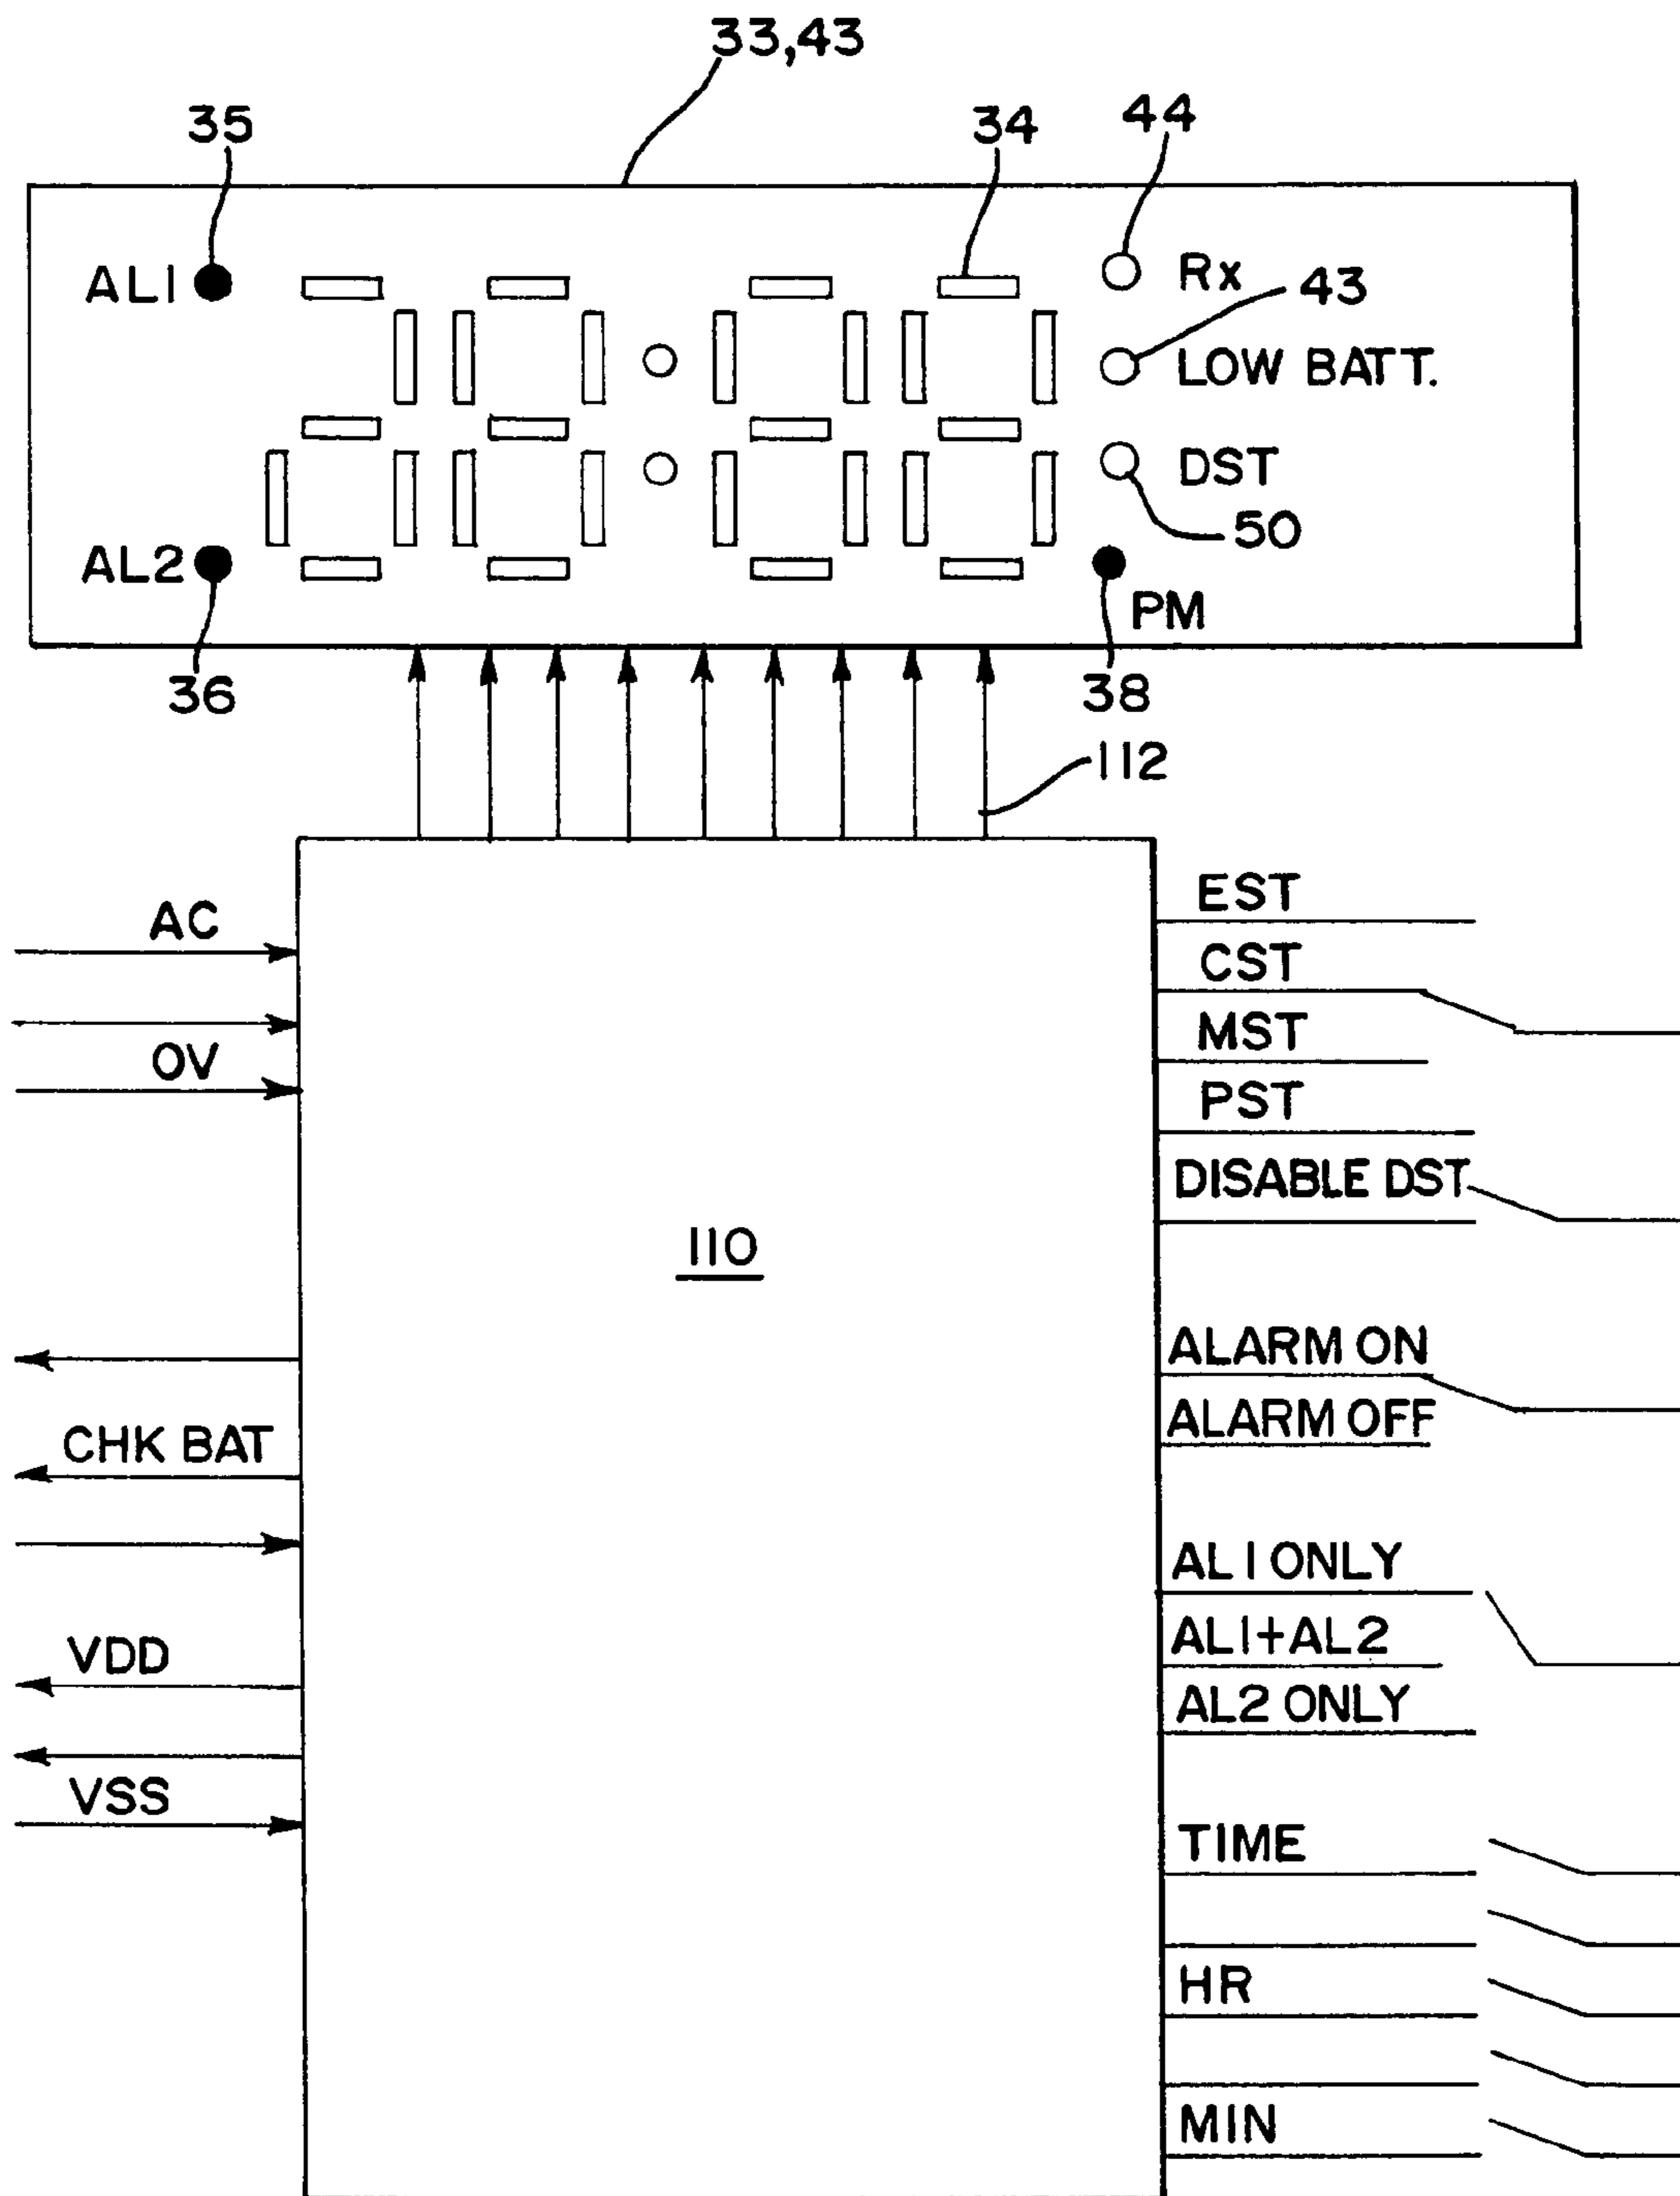 33,43
35
34
44
AL1
Rx
43
LOW BATT.
DST
50
AL2
PM
36
38
112
EST
AC
CST
MST
OV
PST
DISABLE DST
110
ALARM ON
ALARM OFF
CHK BAT
AL1 ONLY
AL1+AL2
VDD
AL2 ONLY
VSS
TIME
HR
MIN